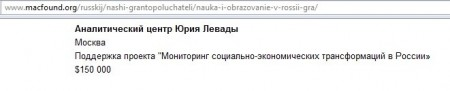 www.macfound.org/russkij/nashi-grantopoluchateli/nauka-i-obrazovanie-v-rossii-gra/
Аналитический центр Юрия Левады
Москва
Поддержка проекта "Мониторинг социально-экономических трансформаций в России»
$150 000